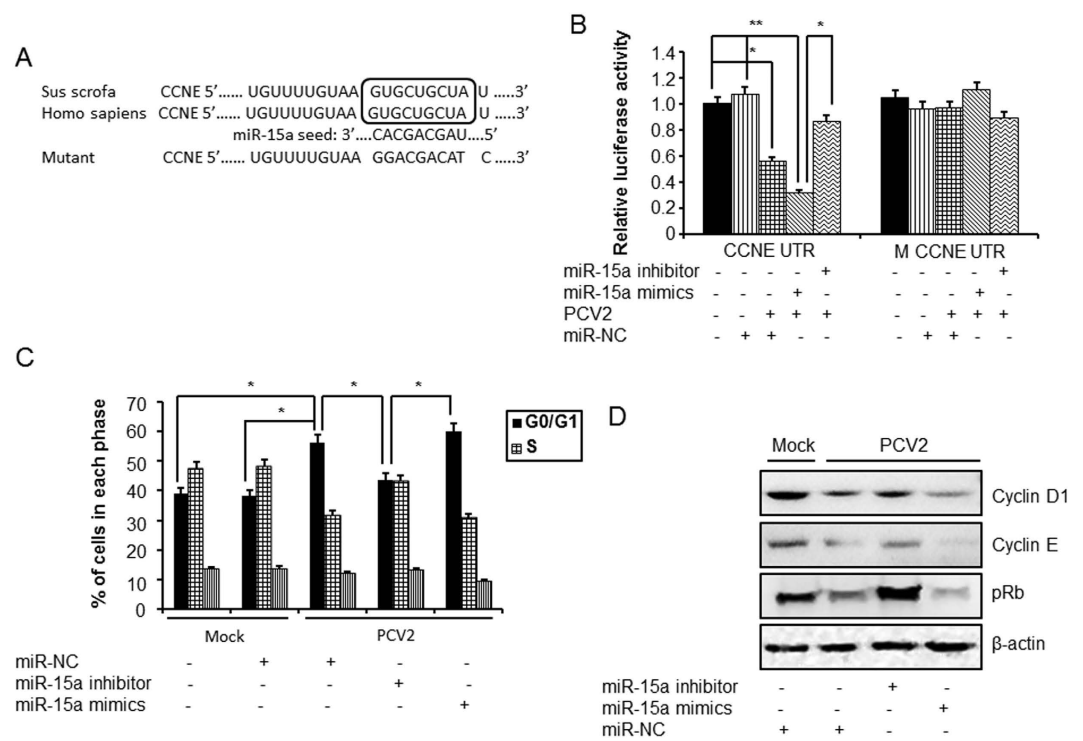 A
Sus scrofa CCNE 5’...... UGUUUUGUAA GUGCUGCUA U .....3’
Homo sapiens CCNE 5’...... UGUUUUGUAA GUGCUGCUA U .....3’
miR-15a seed: 3’....CACGACGAU....5’
Mutant CCNE 5’...... UGUUUUGUAA GGACGACAT C .....3’
B
** *
*
Relative luciferase activity
1.4
1.2
1.0
0.8
0.6
0.4
0.2
0
CCNE UTR M CCNE UTR
miR-15a inhibitor - - - - + - - - - +
miR-15a mimics - - - + - - - - + -
PCV2 - - + + + - - + + +
miR-NC - + + - - - + + - -
C
* * *
*
% of cells in each phase
70
60
50
40
30
20
10
0
G0/G1
S
Mock PCV2
miR-NC - + + - -
miR-15a inhibitor - - - + -
miR-15a mimics - - - - +
D
Mock PCV2
Cyclin D1
Cyclin E
pRb
β-actin
miR-15a inhibitor - - + -
miR-15a mimics - - - +
miR-NC + + - -